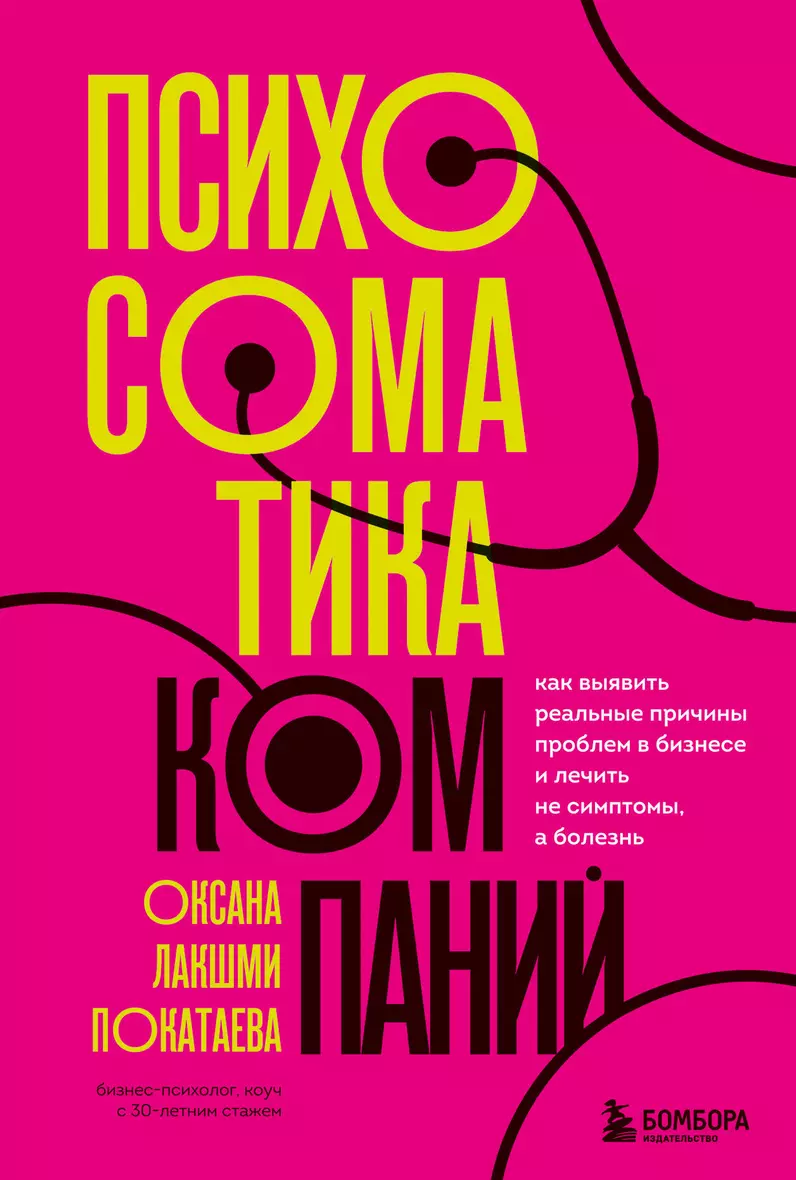 ПСИХО
СОМА
ТИКА
КОМ
ПАНИЙ
как выявить
реальные причины
проблем в бизнесе
и лечить
не симптомы,
а болезнь
ОКСАНА
ЛАКШМИ
ПОКАТАЕВА
бизнес-психолог, коуч
с 30-летним стажем
БОМБОРА
ИЗДАТЕЛЬСТВО